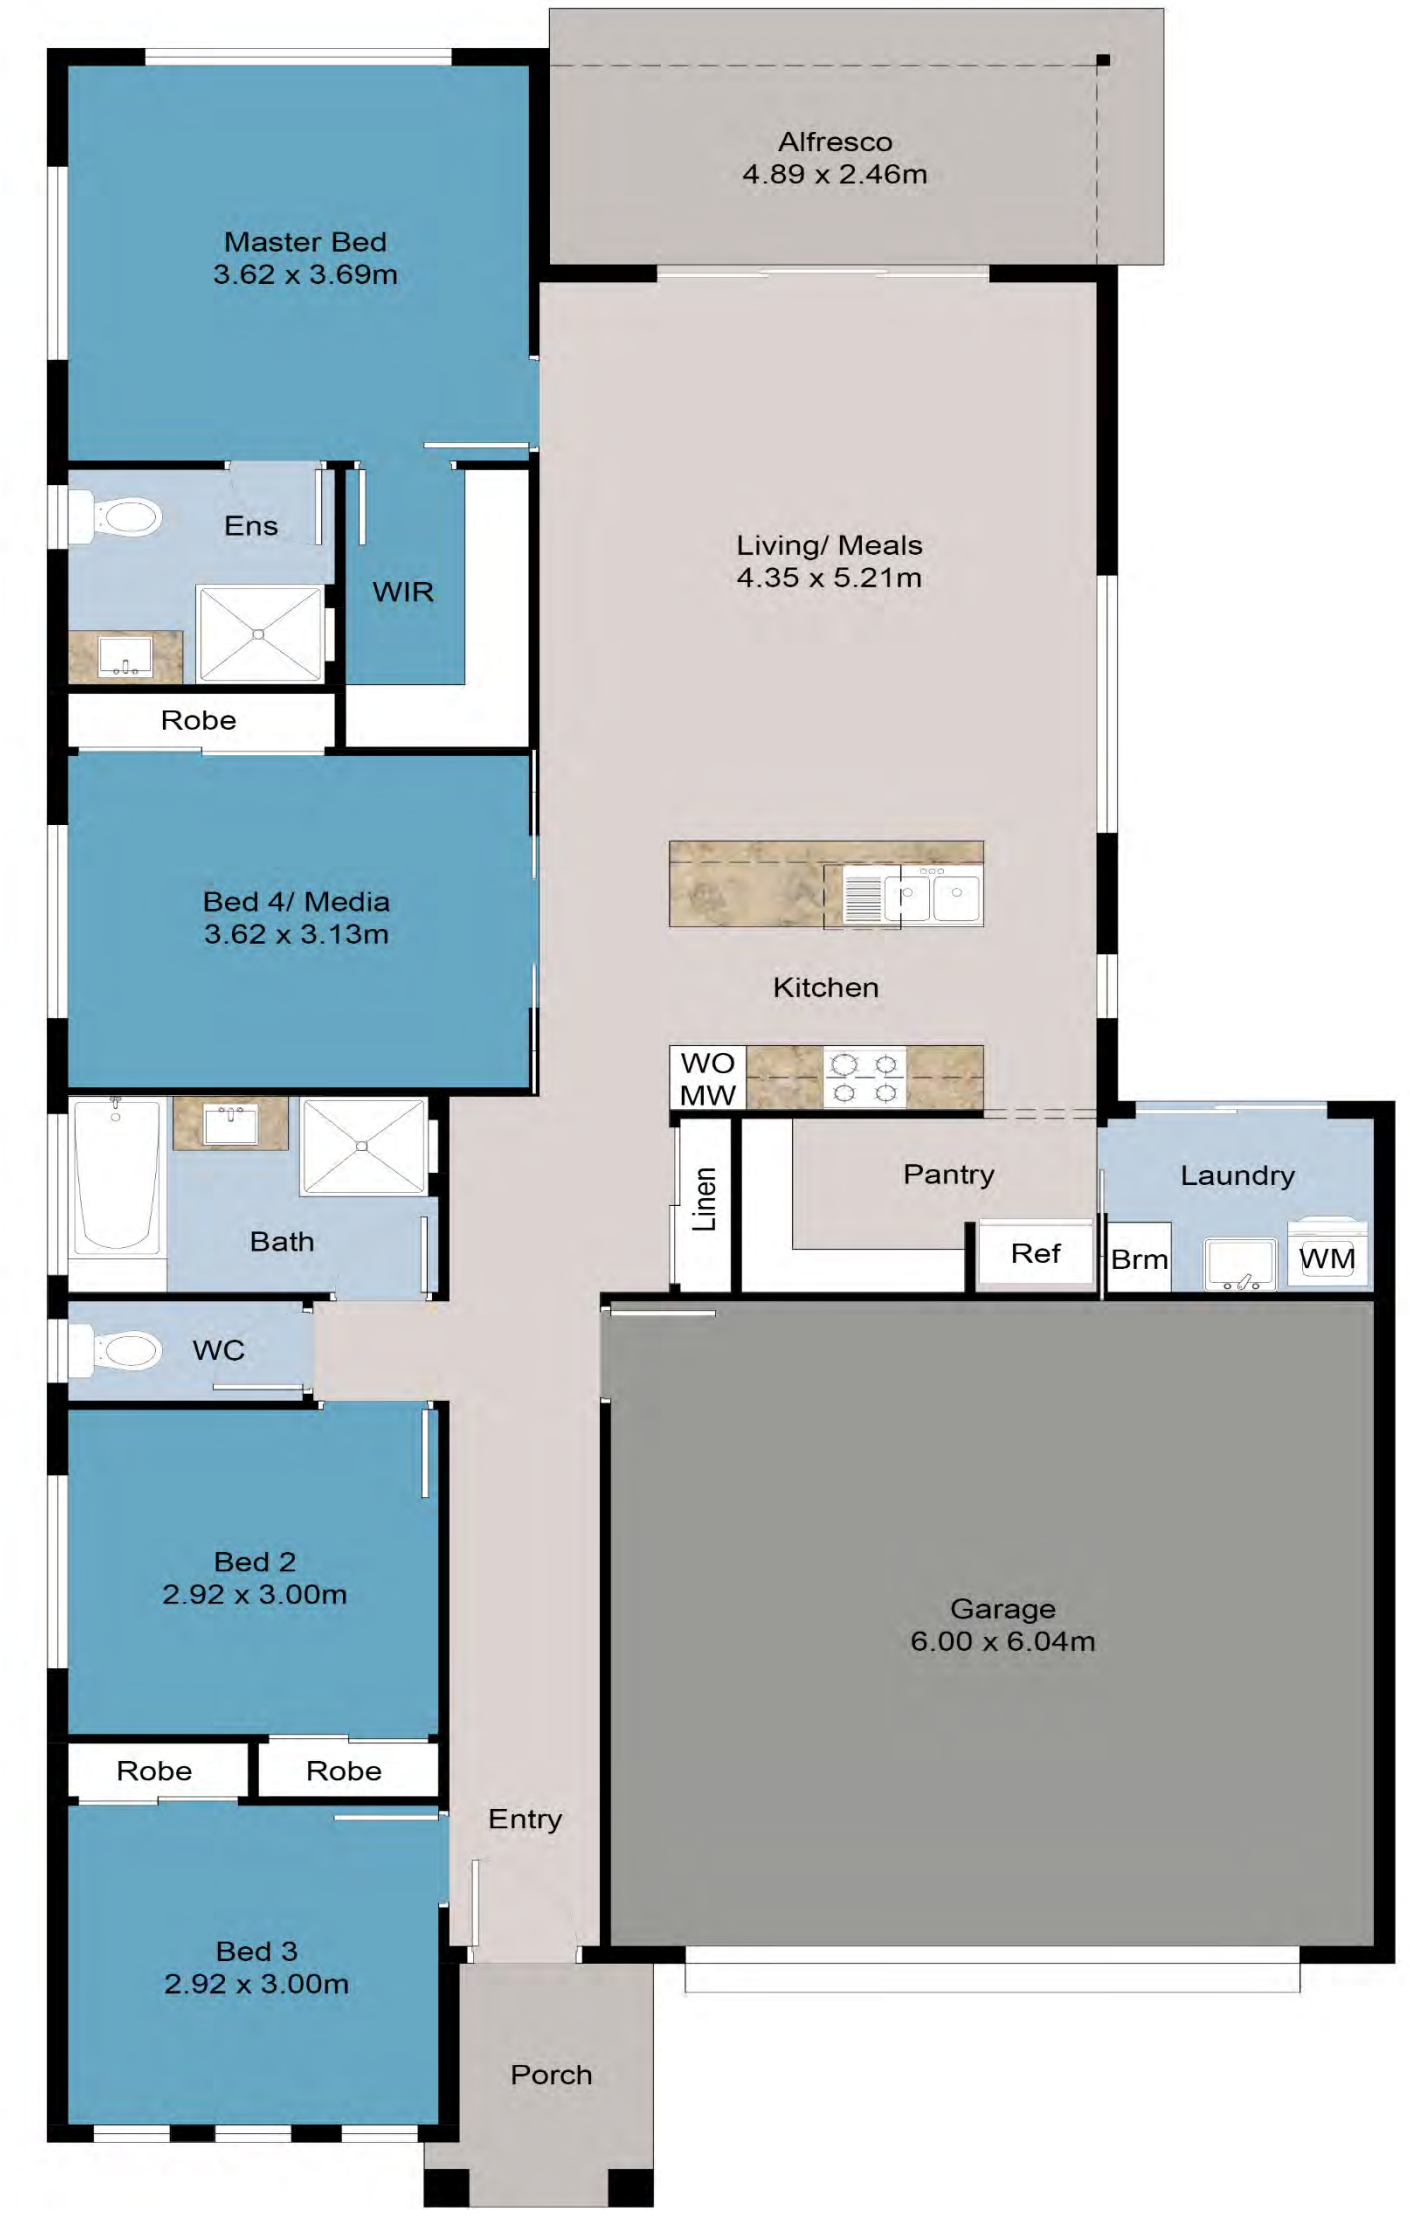 Alfresco
4.89 x 2.46m
Master Bed
3.62 x 3.69m
Ens
WIR
Living/ Meals
4.35 x 5.21m
Robe
Bed 4/ Media
3.62 x 3.13m
Kitchen
WO
MW
Linen
Pantry
Laundry
Bath
Ref
Brm
WM
WC
Bed 2
2.92 x 3.00m
Garage
6.00 x 6.04m
Robe
Robe
Entry
Bed 3
2.92 x 3.00m
Porch